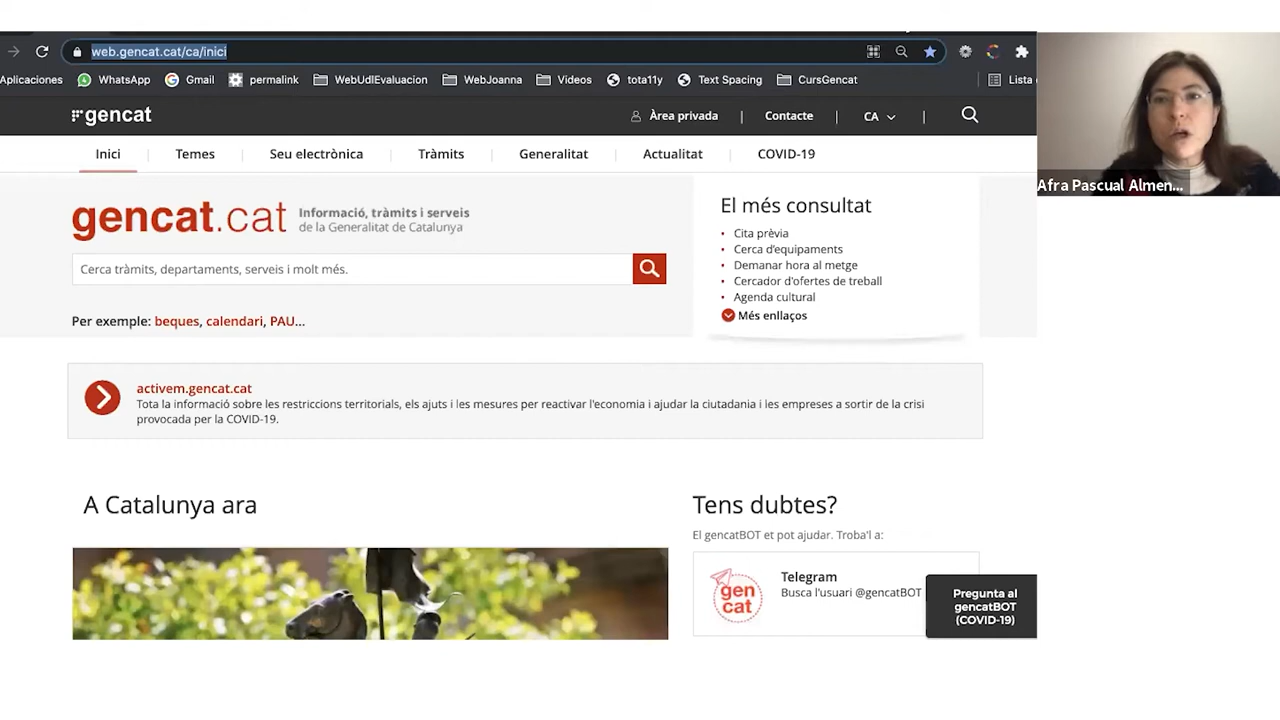 web.gencat.cat/ca/inici
Aplicaciones
WhatsApp
Gmail
permalink
WebUdlEvaluacion
WebJoanna
Videos
tota11y
Text Spacing
CursGencat
Lista
gencat
Àrea privada
Contacte
CA
Inici
Temes
Seu electrònica
Tràmits
Generalitat
Actualitat
COVID-19
gencat.cat
Informació, tràmits i serveis
de la Generalitat de Catalunya
Cerca tràmits, departaments, serveis i molt més.
Per exemple: beques, calendari, PAU...
El més consultat
Cita prèvia
Cerca d'equipaments
Demanar hora al metge
Cercador d'ofertes de treball
Agenda cultural
Més enllaços
Afra Pascual Almen...
activem.gencat.cat
Tota la informació sobre les restriccions territorials, els ajuts i les mesures per reactivar l'economia i ajudar la ciutadania i les empreses a sortir de la crisi
provocada per la COVID-19.
A Catalunya ara
Tens dubtes?
El gencatBOT et pot ajudar. Troba'l a:
gen
cat
Telegram
Busca l'usuari @gencatBOT
Pregunta al
gencatBOT
(COVID-19)